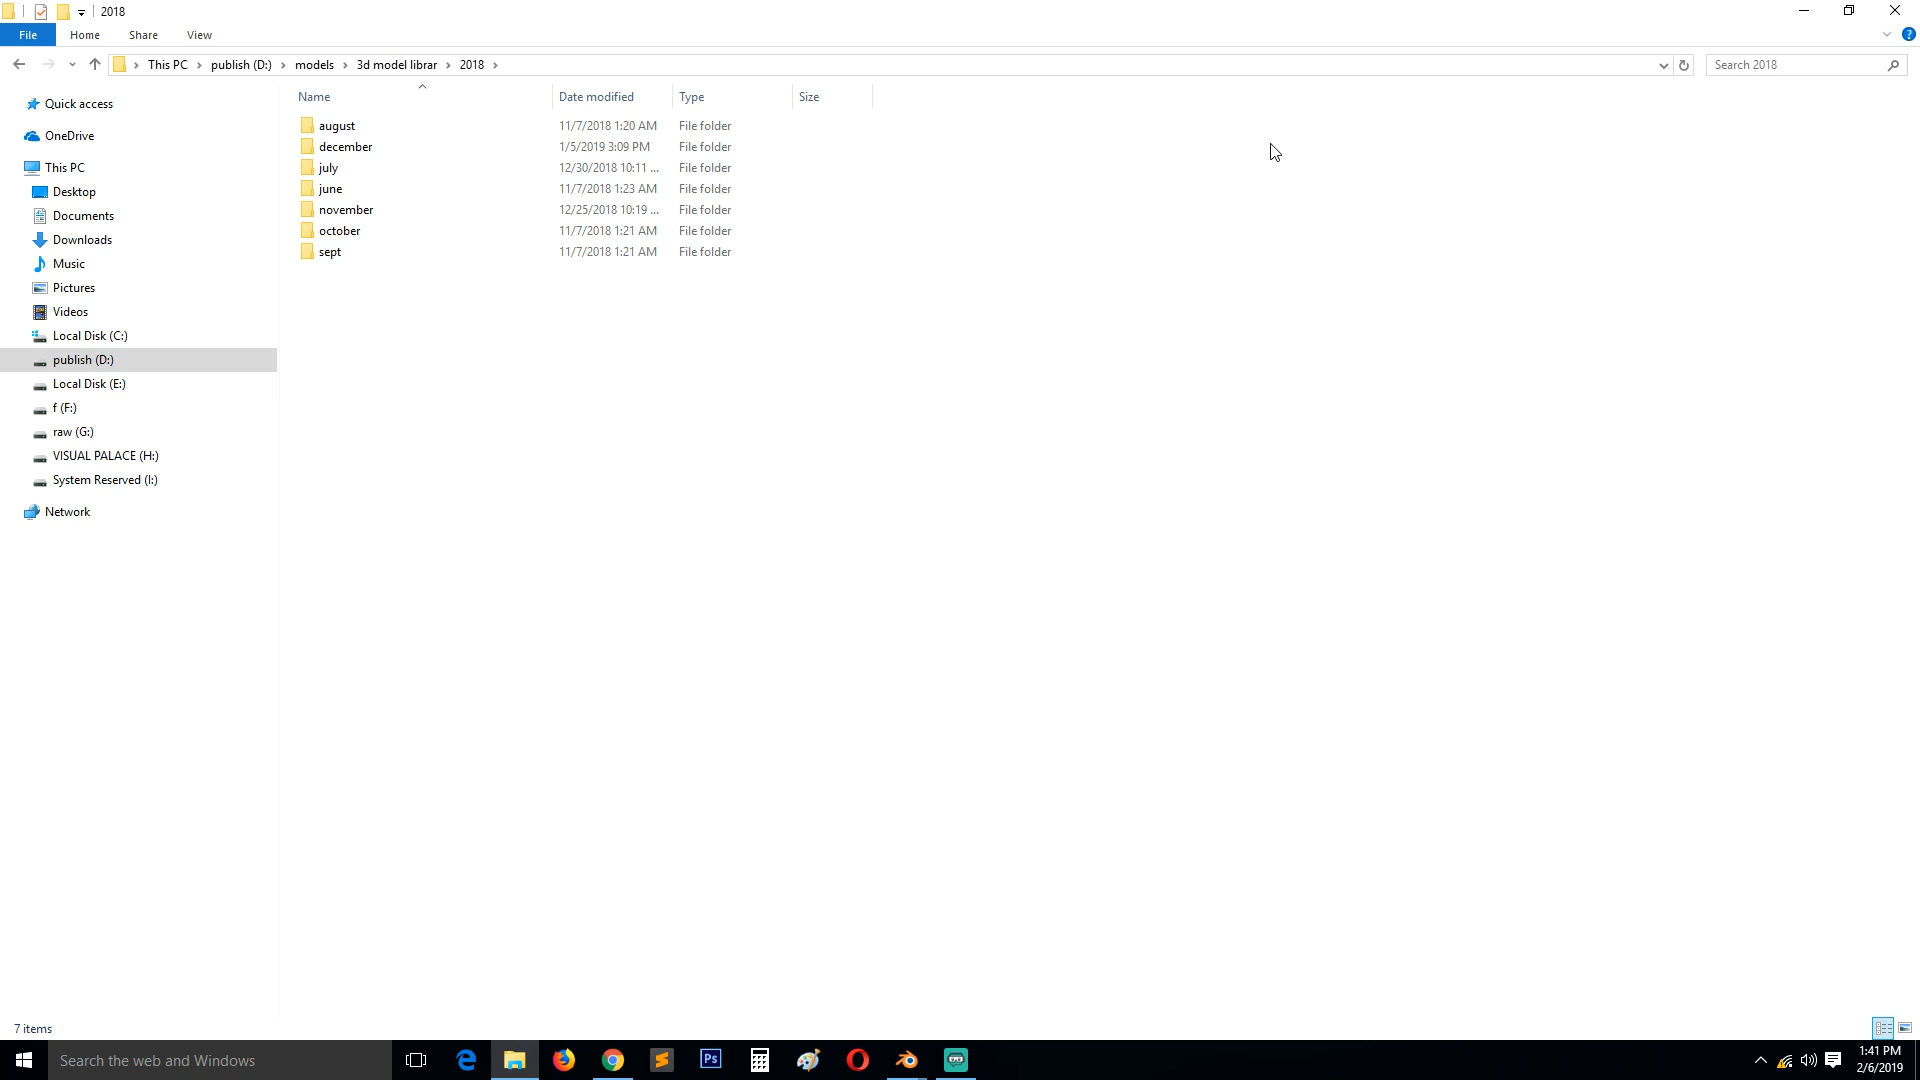 2018
File Home Share View
This PC publish (D:) models 3d model librar 2018
Search 2018
Name Date modified Type Size
august 11/7/2018 1:20 AM File folder
december 1/5/2019 3:09 PM File folder
july 12/30/2018 10:11 ... File folder
june 11/7/2018 1:23 AM File folder
november 12/25/2018 10:19 ... File folder
october 11/7/2018 1:21 AM File folder
sept 11/7/2018 1:21 AM File folder
Quick access
OneDrive
This PC
Desktop
Documents
Downloads
Music
Pictures
Videos
Local Disk (C:)
publish (D:)
Local Disk (E:)
f (F:)
raw (G:)
VISUAL PALACE (H:)
System Reserved (I:)
Network
7 items
Search the web and Windows
Ps
1:41 PM
2/6/2019